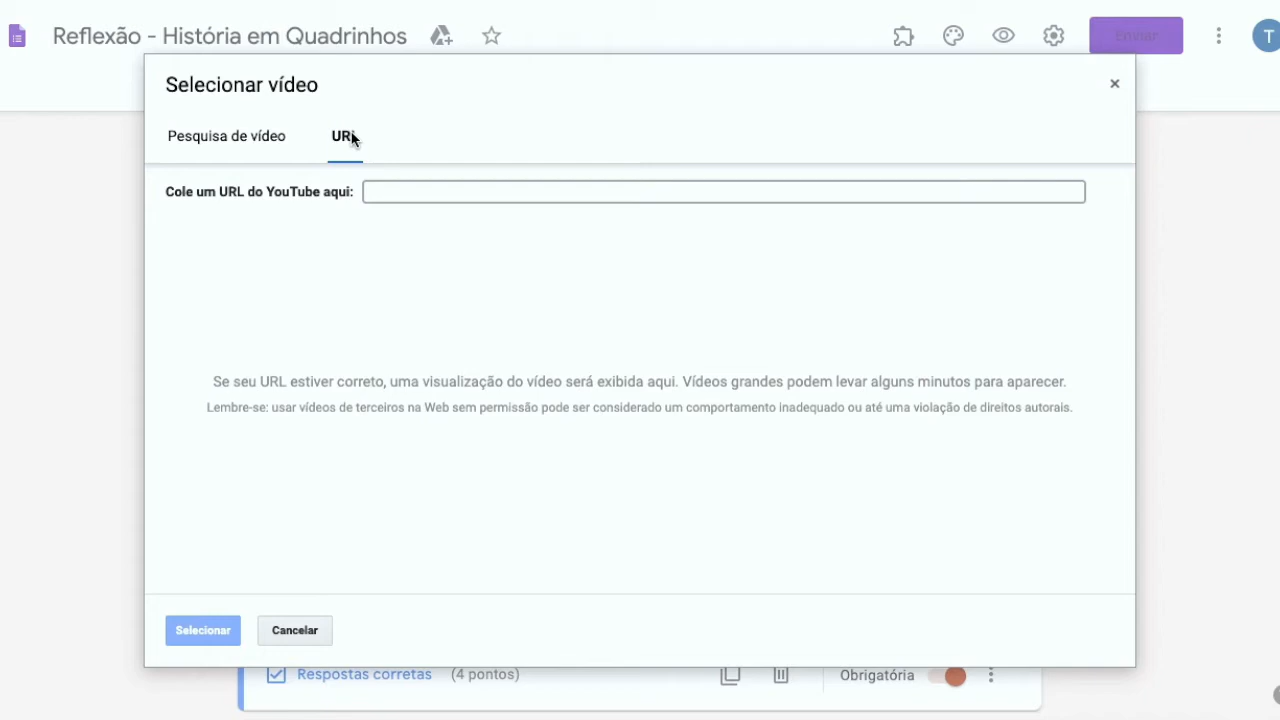 Reflexão - História em Quadrinhos
Enviar
T
Selecionar vídeo
×
Pesquisa de vídeo
URL
Cole um URL do YouTube aqui:
Se seu URL estiver correto, uma visualização do vídeo será exibida aqui. Vídeos grandes podem levar alguns minutos para aparecer.
Lembre-se: usar vídeos de terceiros na Web sem permissão pode ser considerado um comportamento inadequado ou até uma violação de direitos autorais.
Selecionar
Cancelar
Respostas corretas (4 pontos)
Obrigatória